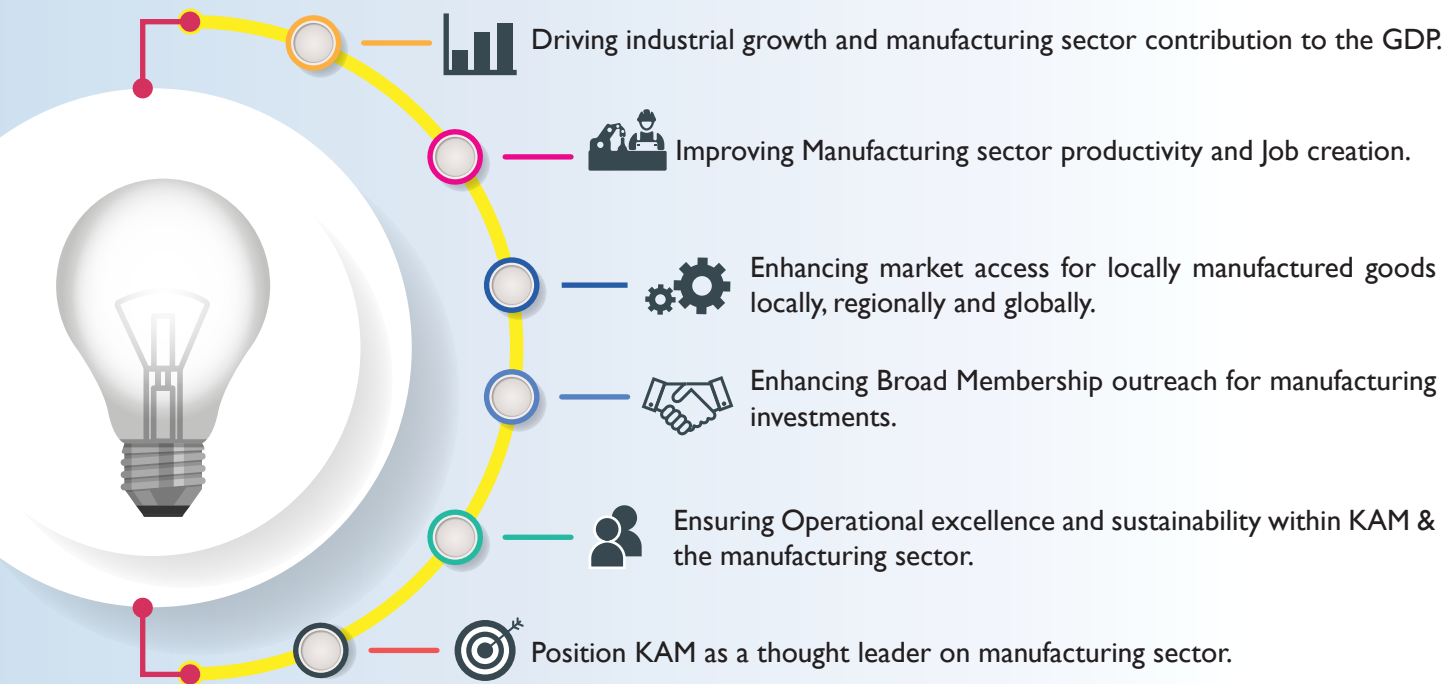 Driving industrial growth and manufacturing sector contribution to the GDP.
Improving Manufacturing sector productivity and Job creation.
Enhancing market access for locally manufactured goods
locally, regionally and globally.
Enhancing Broad Membership outreach for manufacturing
investments.
Ensuring Operational excellence and sustainability within KAM &
the manufacturing sector.
Position KAM as a thought leader on manufacturing sector.